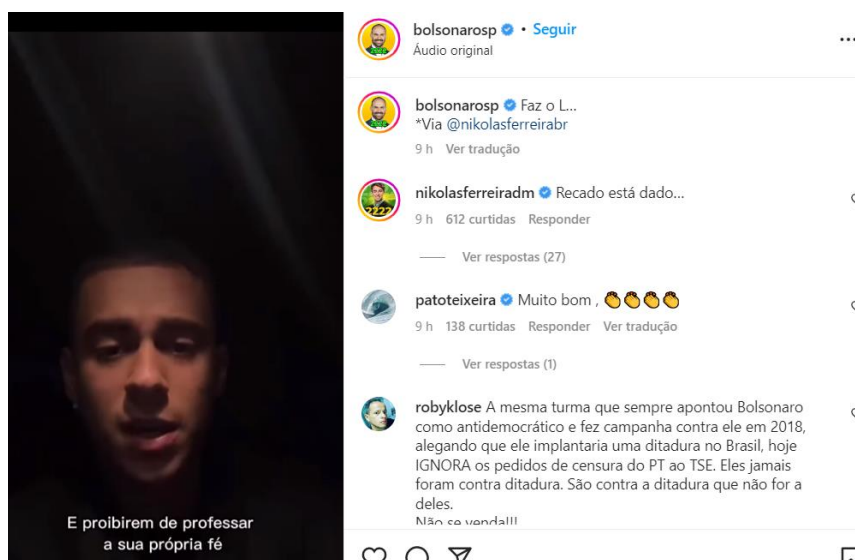 E proibirem de professar
a sua própria fé
bolsonarosp • Seguir
Áudio original
bolsonarosp Faz o L...
*Via @nikolasferreirabr
9 h Ver tradução
nikolasferreiradm Recado está dado...
9 h 612 curtidas Responder
Ver respostas (27)
patoteixeira Muito bom , 👏👏👏👏
9 h 138 curtidas Responder Ver tradução
Ver respostas (1)
robyklose A mesma turma que sempre apontou Bolsonaro
como antidemocrático e fez campanha contra ele em 2018,
alegando que ele implantaria uma ditadura no Brasil, hoje
IGNORA os pedidos de censura do PT ao TSE. Eles jamais
foram contra ditadura. São contra a ditadura que não for a
deles.
Não se venda!!!